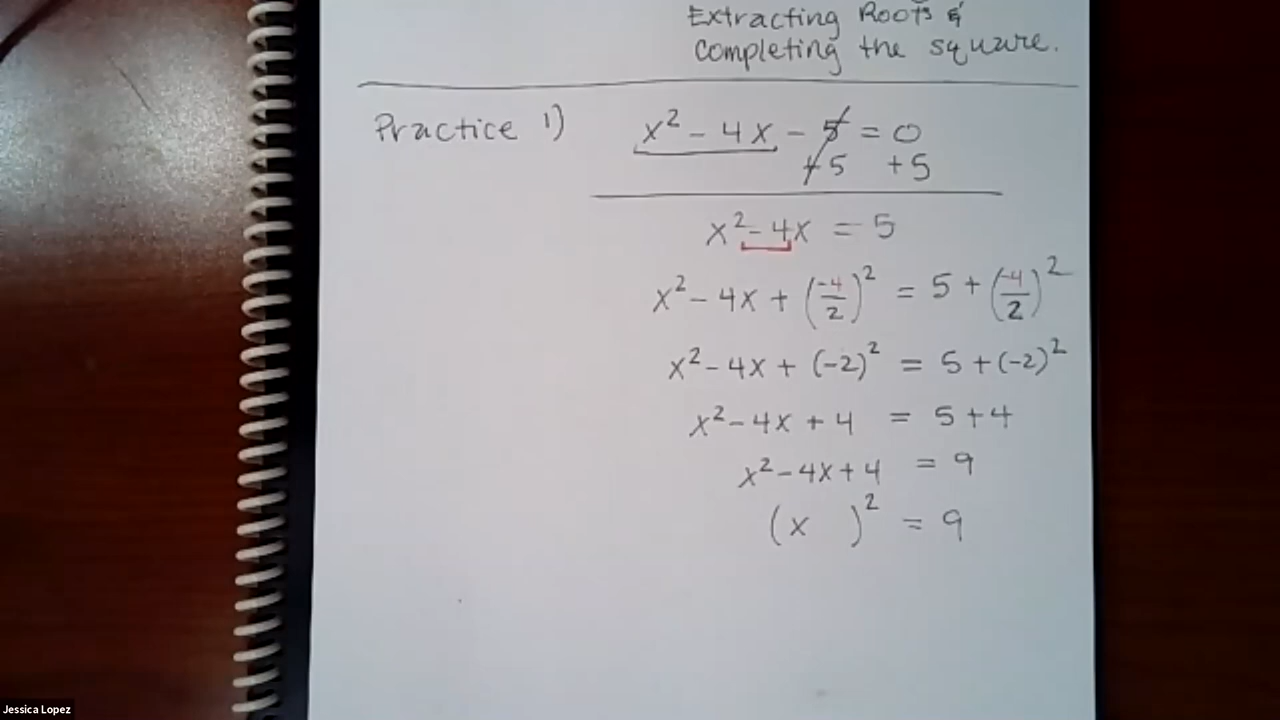 Extracting Roots &
Completing the square.
Practice 1) x² - 4x - 5 = 0
+5 +5
x² - 4x = 5
x² - 4x + (-4/2)² = 5 + (-4/2)²
x² - 4x + (-2)² = 5 + (-2)²
x² - 4x + 4 = 5 + 4
x² - 4x + 4 = 9
(x )² = 9
Jessica Lopez